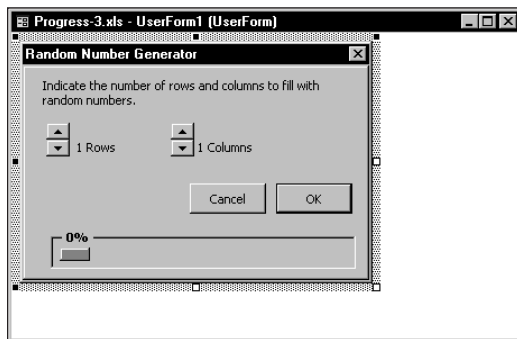 Progress-3.xls - UserForm1 (UserForm)
Random Number Generator
Indicate the number of rows and columns to fill with
random numbers.
1 Rows 1 Columns
Cancel OK
0%